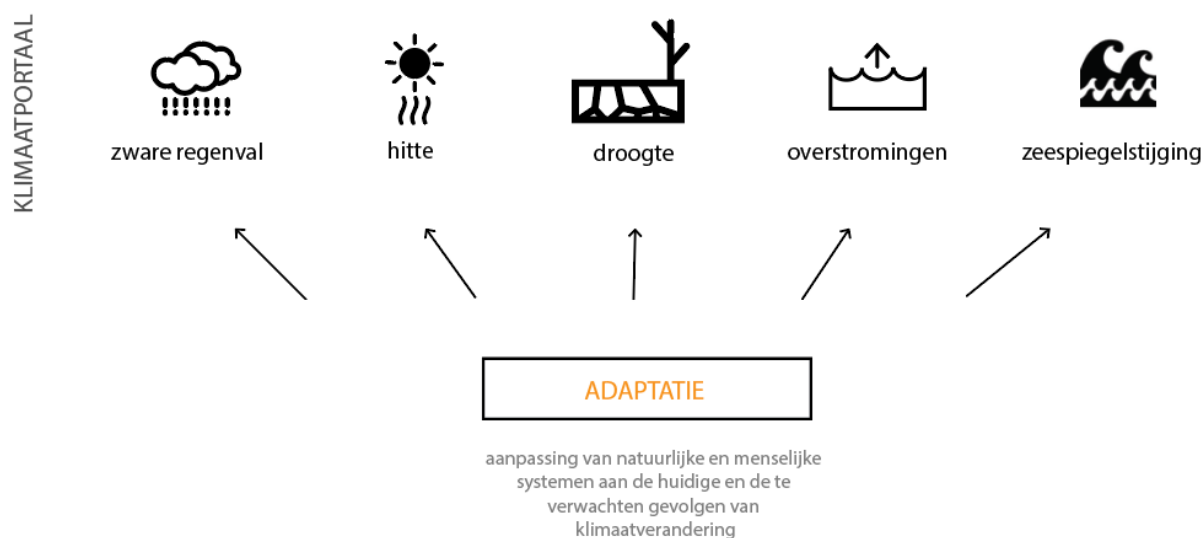 KLIMAATPORTAAL
zware regenval
hitte
droogte
overstromingen
zeespiegelstijging
ADAPTATIE
aanpassing van natuurlijke en menselijke
systemen aan de huidige en de te
verwachten gevolgen van
klimaatverandering